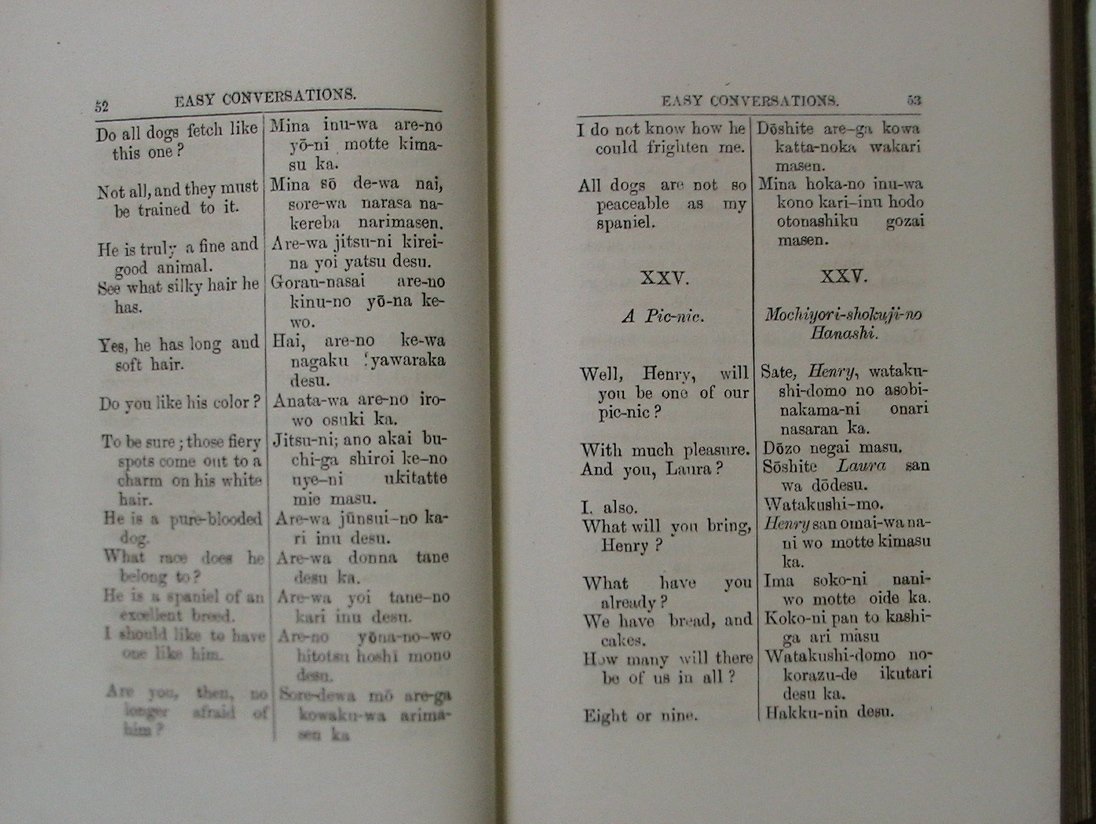 52 EASY CONVERSATIONS.
Do all dogs fetch like
this one ?
Mina inu-wa are-no
yō-ni motte kima-
su ka.
Not all, and they must
be trained to it.
Mina sō de-wa nai,
sore-wa narasa na-
kereba narimasen.
He is truly a fine and
good animal.
Are-wa jitsu-ni kirei-
na yoi yatsu desu.
See what silky hair he
has.
Goran-nasai are-no
kinu-no yō-na ke-
wo.
Yes, he has long and
soft hair.
Hai, are-no ke-wa
nagaku yawaraka
desu.
Do you like his color ?
Anata-wa are-no iro-
wo osuki ka.
To be sure ; those fiery
spots come out to a
charm on his white
hair.
Jitsu-ni; ano akai bu-
chi-ga shiroi ke-no
uye-ni ukitatte
mie masu.
He is a pure-blooded
dog.
Are-wa jūnsui-no ka-
ri inu desu.
What race does he
belong to ?
Are-wa donna tane
desu ka.
He is a spaniel of an
excellent breed.
Are-wa yoi tane-no
kari inu desu.
I should like to have
one like him.
Are-no yōna-no-wo
hitotsu hoshi mono
desu.
Are you, then, no
longer afraid of
him ?
Sore-dewa mō are-ga
kowaku-wa arima-
sen ka
EASY CONVERSATIONS. 53
I do not know how he
could frighten me.
Dōshite are-ga kowa
katta-noka wakari
masen.
All dogs are not so
peaceable as my
spaniel.
Mina hoka-no inu-wa
kono kari-inu hodo
otonashiku gozai
masen.
XXV.
A Pic-nic.
XXV.
Mochiyori-shokuji-no
Hanashi.
Well, Henry, will
you be one of our
pic-nic ?
Sate, Henry, wataku-
shi-domo no asobi-
nakama-ni onari
nasaran ka.
With much pleasure.
Dōzo negai masu.
And you, Laura ?
Sōshite Laura san
wa dōdesu.
I, also.
Watakushi-mo.
What will you bring,
Henry ?
Henry san omai-wa na-
ni wo motte kimasu
ka.
What have you
already ?
Ima soko-ni nani-
wo motte oide ka.
We have bread, and
cakes.
Koko-ni pan to kashi-
ga ari masu
How many will there
be of us in all ?
Watakushi-domo no-
korazu-de ikutari
desu ka.
Eight or nine.
Hakku-nin desu.